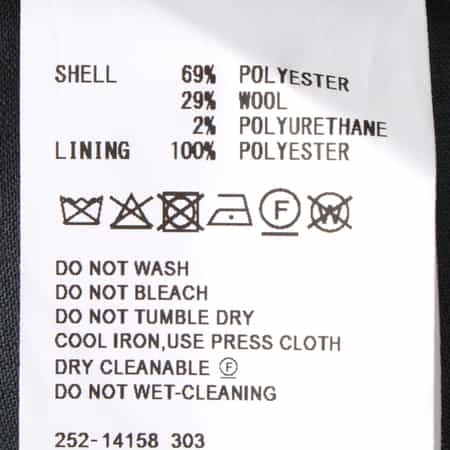 SHELL 69% POLYESTER
29% WOOL
2% POLYURETHANE
LINING 100% POLYESTER
F W
DO NOT WASH
DO NOT BLEACH
DO NOT TUMBLE DRY
COOL IRON,USE PRESS CLOTH
DRY CLEANABLE Ⓕ
DO NOT WET-CLEANING
252-14158 303